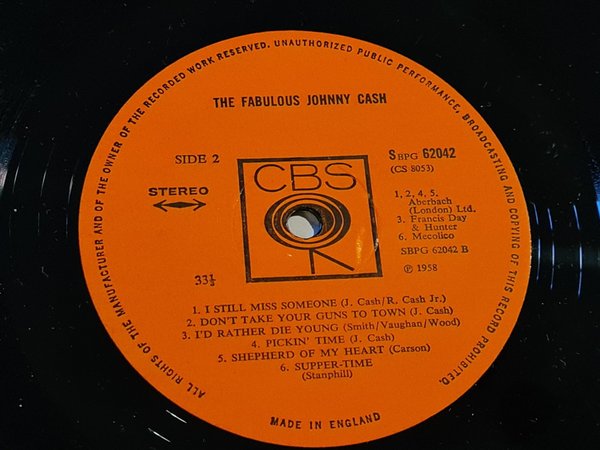 ALL RIGHTS OF THE MANUFACTURER AND OF THE OWNER OF THE RECORDED WORK RESERVED. UNAUTHORIZED PUBLIC PERFORMANCE, BROADCASTING AND COPYING OF THIS RECORD PROHIBITED.
THE FABULOUS JOHNNY CASH
SIDE 2
STEREO
33⅓
CBS
SBPG 62042
(CS 8053)
1, 2, 4, 5.
Aberbach
(London) Ltd.
3. Francis Day
& Hunter
6. Mecolico
SBPG 62042 B
℗ 1958
1. I STILL MISS SOMEONE (J. Cash/R. Cash Jr.)
2. DON'T TAKE YOUR GUNS TO TOWN (J. Cash)
3. I'D RATHER DIE YOUNG (Smith/Vaughan/Wood)
4. PICKIN' TIME (J. Cash)
5. SHEPHERD OF MY HEART (Carson)
6. SUPPER-TIME
(Stanphill)
MADE IN ENGLAND